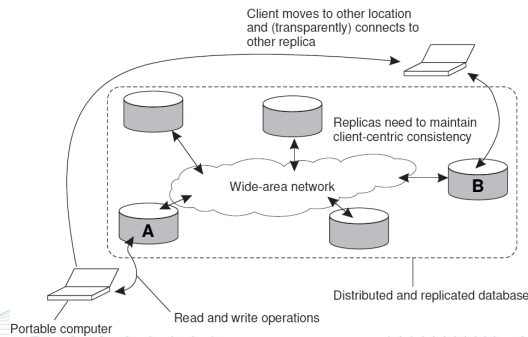 Client moves to other location
and (transparently) connects to
other replica
Replicas need to maintain
client-centric consistency
Wide-area network
B
A
Distributed and replicated database
Read and write operations
Portable computer